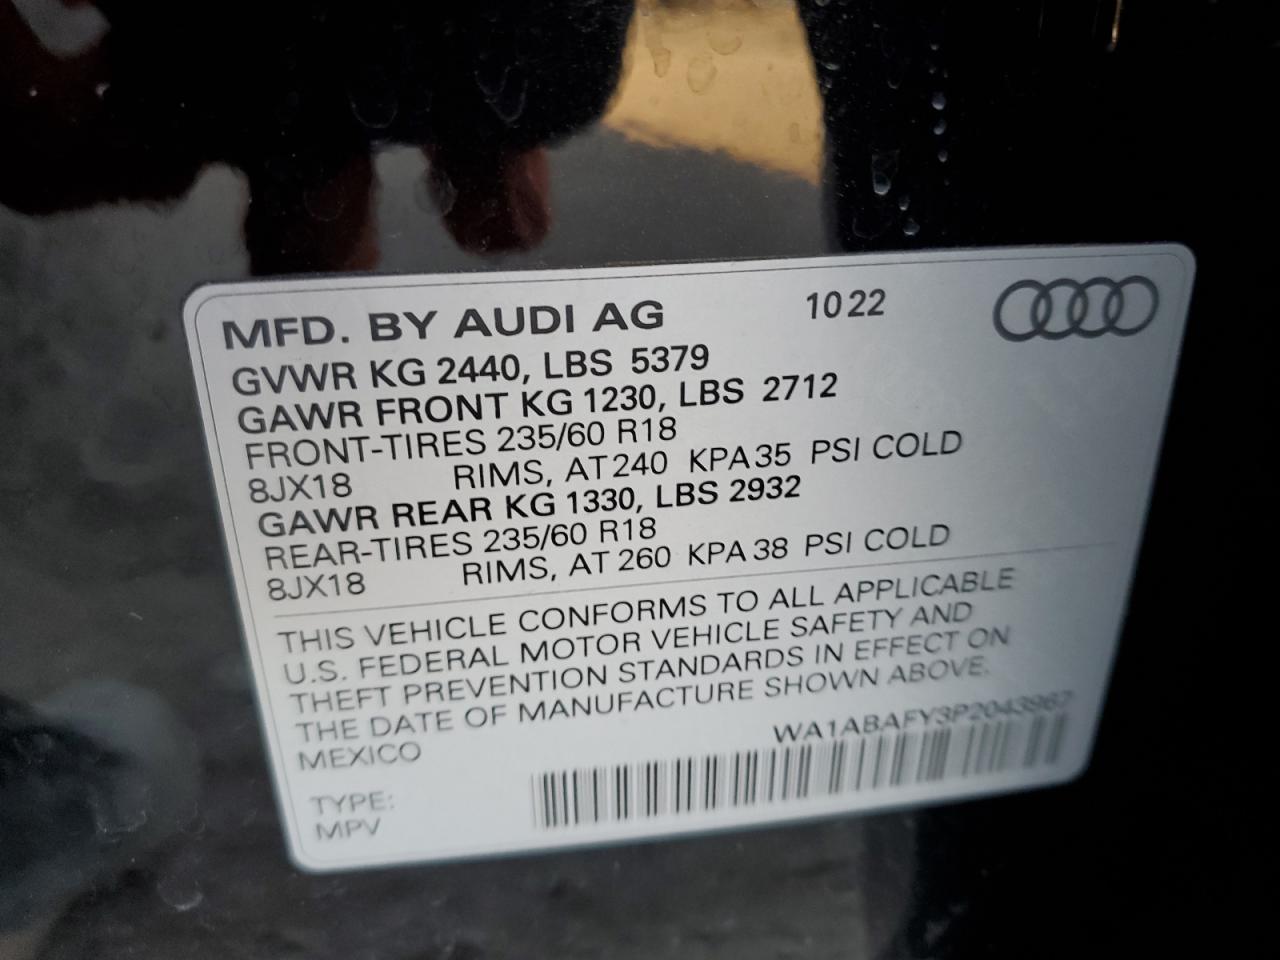 MFD. BY AUDI AG 10 22
GVWR KG 2440, LBS 5379
GAWR FRONT KG 1230, LBS 2712
FRONT-TIRES 235/60 R18
8JX18 RIMS, AT 240 KPA 35 PSI COLD
GAWR REAR KG 1330, LBS 2932
REAR-TIRES 235/60 R18
8JX18 RIMS, AT 260 KPA 38 PSI COLD
THIS VEHICLE CONFORMS TO ALL APPLICABLE
U.S. FEDERAL MOTOR VEHICLE SAFETY AND
THEFT PREVENTION STANDARDS IN EFFECT ON
THE DATE OF MANUFACTURE SHOWN ABOVE.
MEXICO WA1ABAFY3P2043967
TYPE:
MPV